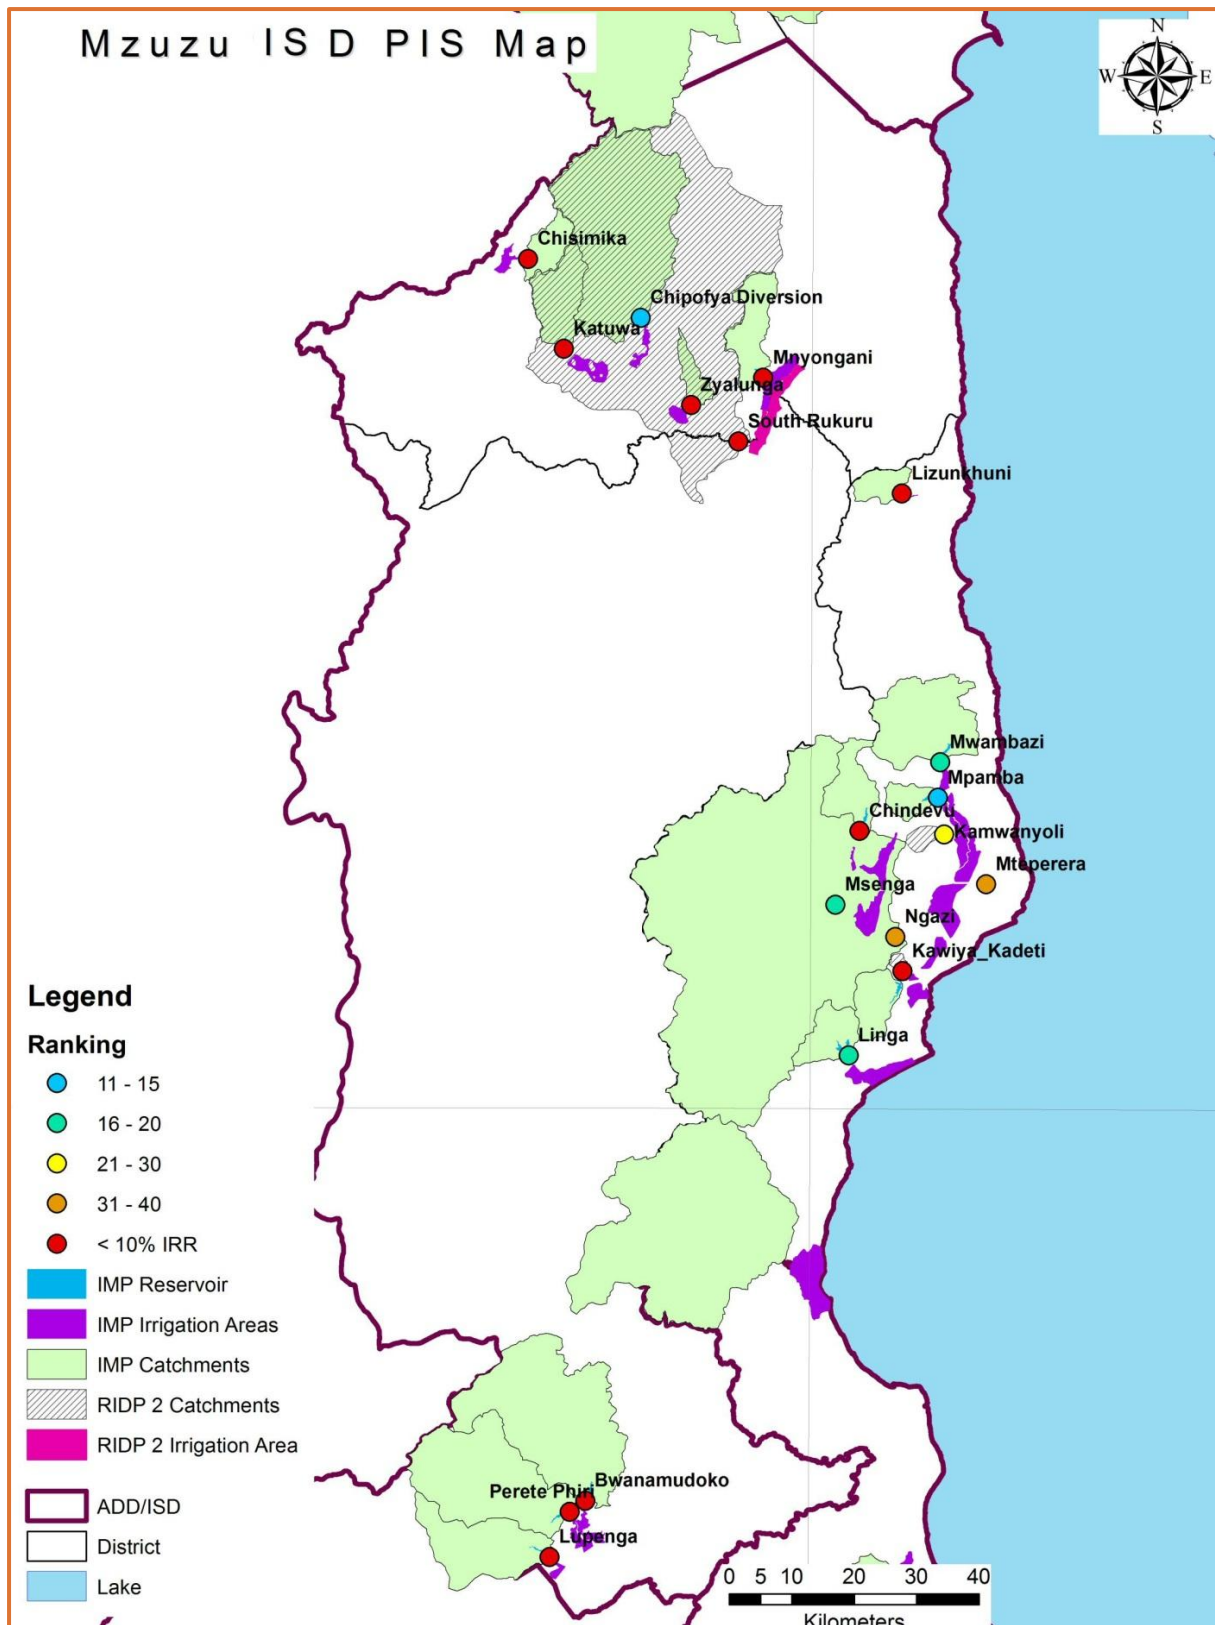 Mzuzu ISD PIS Map
N
W E
S
Chisimika
Chipofya Diversion
Katuwa
Mnyongani
Zyalunga
South Rukuru
Lizunkhuni
Mwambazi
Mpamba
Chindevu
Kamwanyoli
Mteperera
Msenga
Ngazi
Kawiya_Kadeti
Linga
Legend
Ranking
11 - 15
16 - 20
21 - 30
31 - 40
< 10% IRR
IMP Reservoir
IMP Irrigation Areas
IMP Catchments
RIDP 2 Catchments
RIDP 2 Irrigation Area
ADD/ISD
District
Lake
Bwanamudoko
Perete Phiri
Lupenga
0 5 10 20 30 40
Kilometers